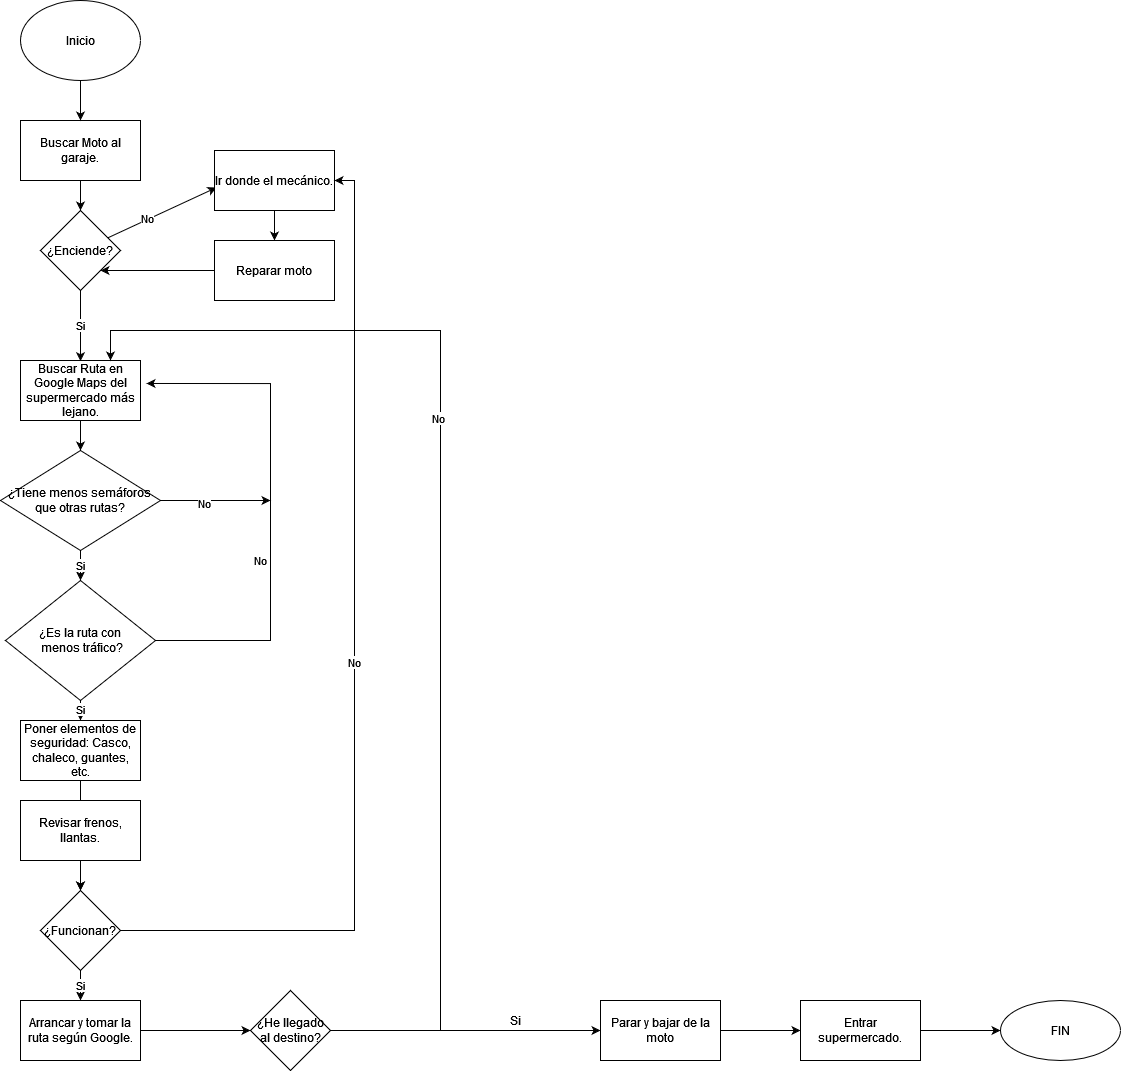 Inicio
Buscar Moto al
garaje.
Ir donde el mecánico.
No
¿Enciende?
Reparar moto
Si
Buscar Ruta en
Google Maps del
supermercado más
lejano.
No
¿Tiene menos semáforos
que otras rutas?
No
Si
No
¿Es la ruta con
menos tráfico?
No
Si
Poner elementos de
seguridad: Casco,
chaleco, guantes,
etc.
Revisar frenos,
llantas.
¿Funcionan?
Si
Arrancar y tomar la
ruta según Google.
¿He llegado
al destino?
Si
Parar y bajar de la
moto
Entrar
supermercado.
FIN